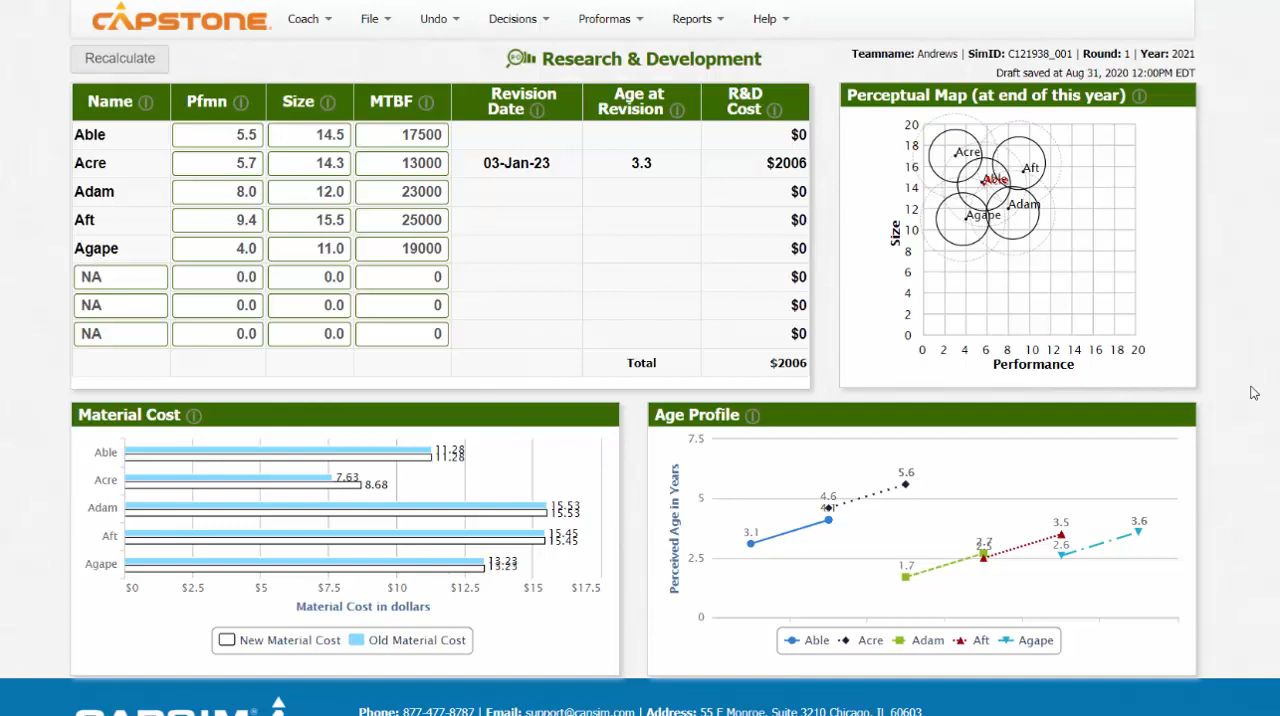 CAPSTONE
Coach File Undo Decisions Proformas Reports Help
Recalculate
Research & Development
Teamname: Andrews | SimID: C121938_001 | Round: 1 | Year: 2021
Draft saved at Aug 31, 2020 12:00PM EDT
Name Pfmn Size MTBF Revision Date Age at Revision R&D Cost
Able 5.5 14.5 17500 $0
Acre 5.7 14.3 13000 03-Jan-23 3.3 $2006
Adam 8.0 12.0 23000 $0
Aft 9.4 15.5 25000 $0
Agape 4.0 11.0 19000 $0
NA 0.0 0.0 0 $0
NA 0.0 0.0 0 $0
NA 0.0 0.0 0 $0
Total $2006
Perceptual Map (at end of this year)
20
18
16
14
12
10
8
6
4
2
0
Size
Acre
Aft
Able
Adam
Agape
0 2 4 6 8 10 12 14 16 18 20
Performance
Material Cost
Able 11.28 11.28
Acre 7.63 8.68
Adam 15.53 15.53
Aft 15.45 15.45
Agape 13.23 13.23
$0 $2.5 $5 $7.5 $10 $12.5 $15 $17.5
Material Cost in dollars
New Material Cost Old Material Cost
Age Profile
7.5
5
2.5
0
Perceived Age in Years
3.1
4.6
5.6
1.7
2.7
3.5
2.6
3.6
Able Acre Adam Aft Agape
CAPSIM
Phone: 877-477-8787 | Email: support@capsim.com | Address: 55 E Monroe, Suite 3210 Chicago, IL 60603